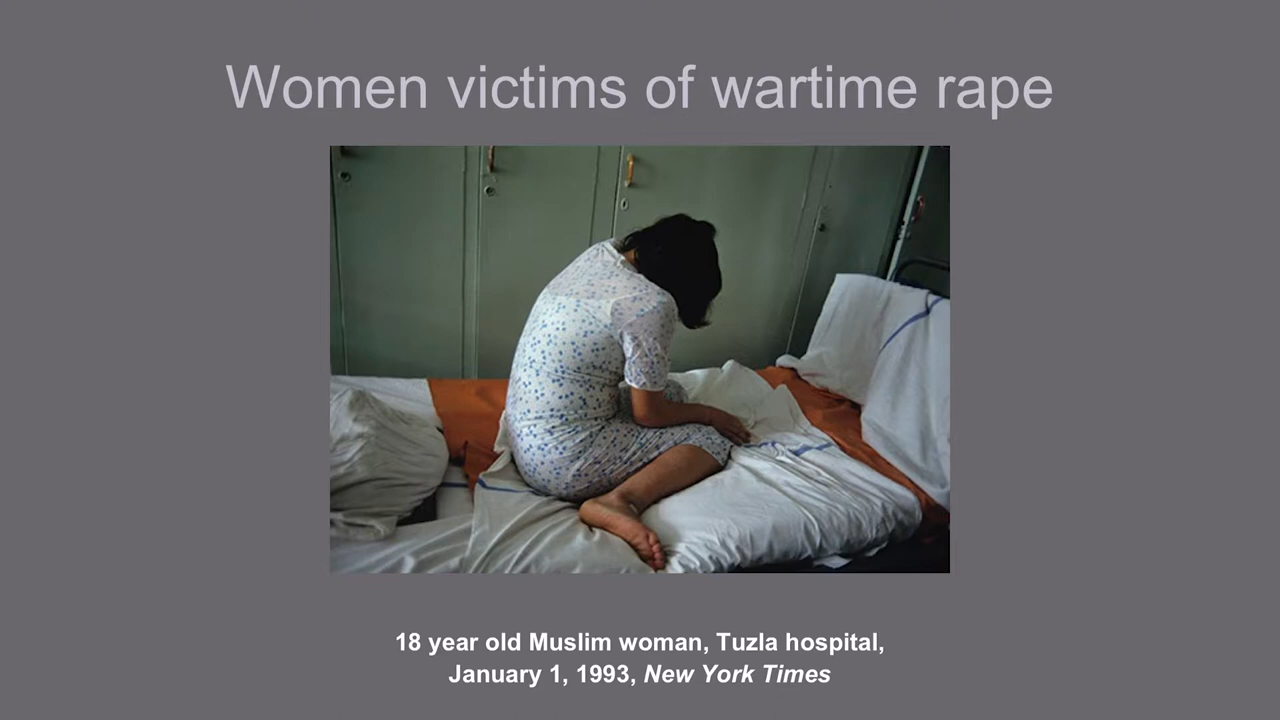 Women victims of wartime rape
18 year old Muslim woman, Tuzla hospital,
January 1, 1993, New York Times